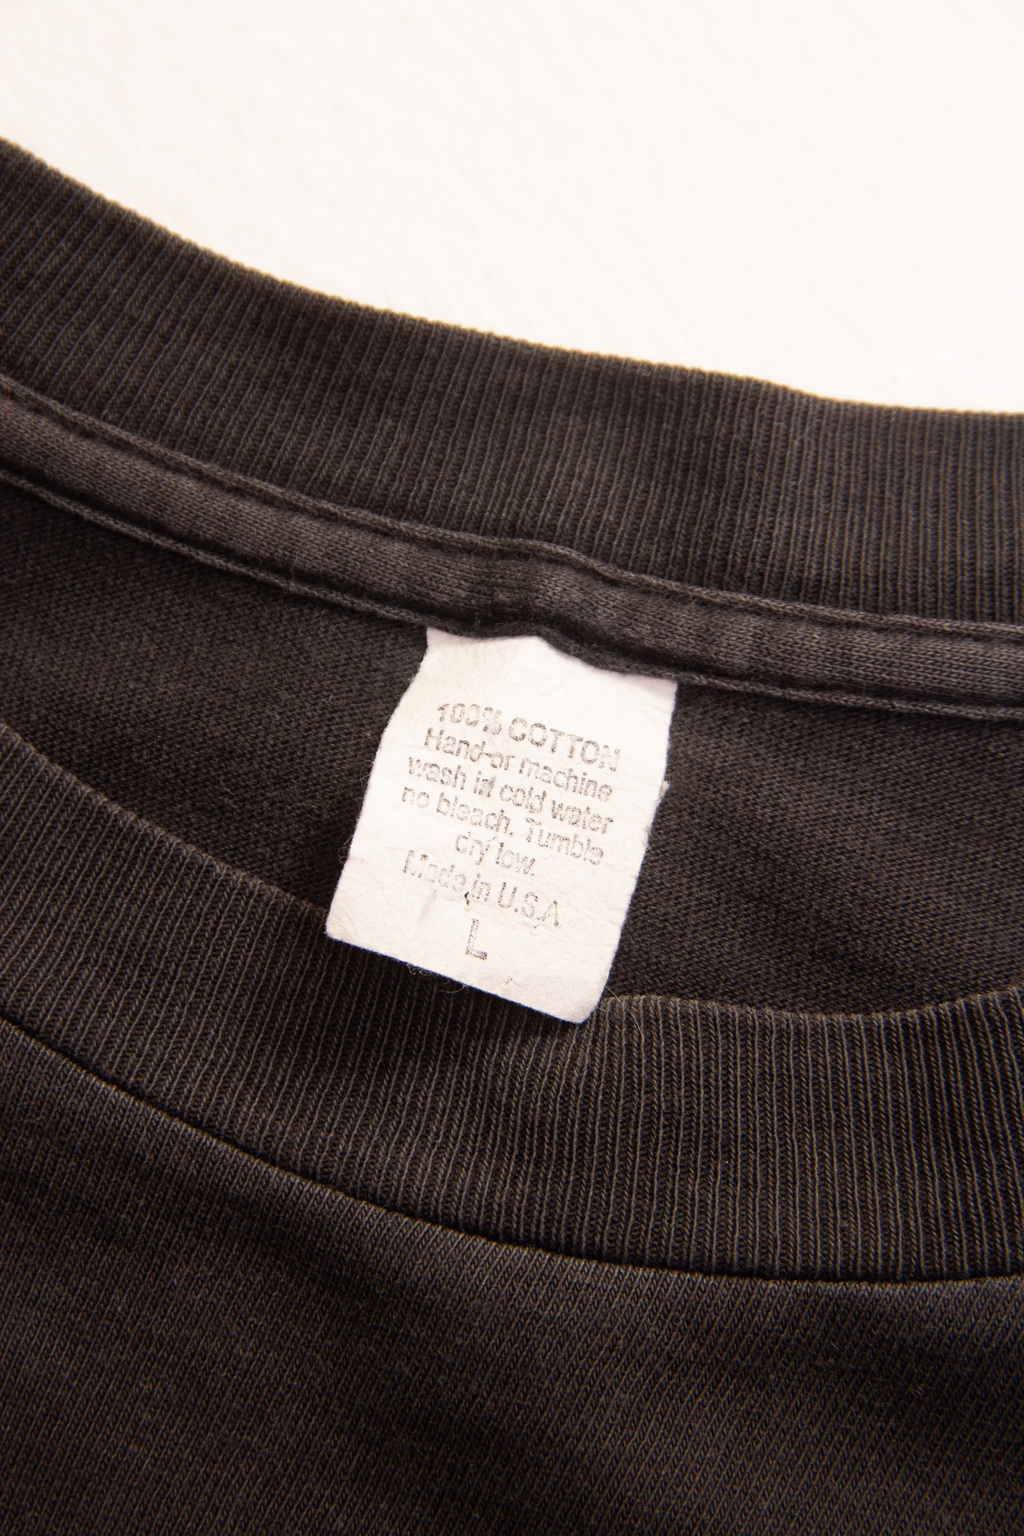 100% COTTON
Hand or machine
wash in cold water
no bleach. Tumble
dry low.
Made in U.S.A
L